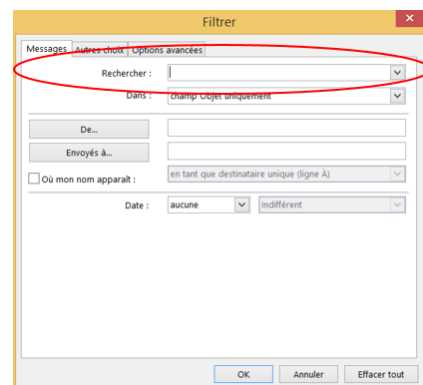 Filtrer
Messages Autres choix Options avancées
Rechercher :
Dans : champ Objet uniquement
De...
Envoyés à...
Où mon nom apparaît : en tant que destinataire unique (ligne À)
Date : aucune Indifférent
OK Annuler Effacer tout